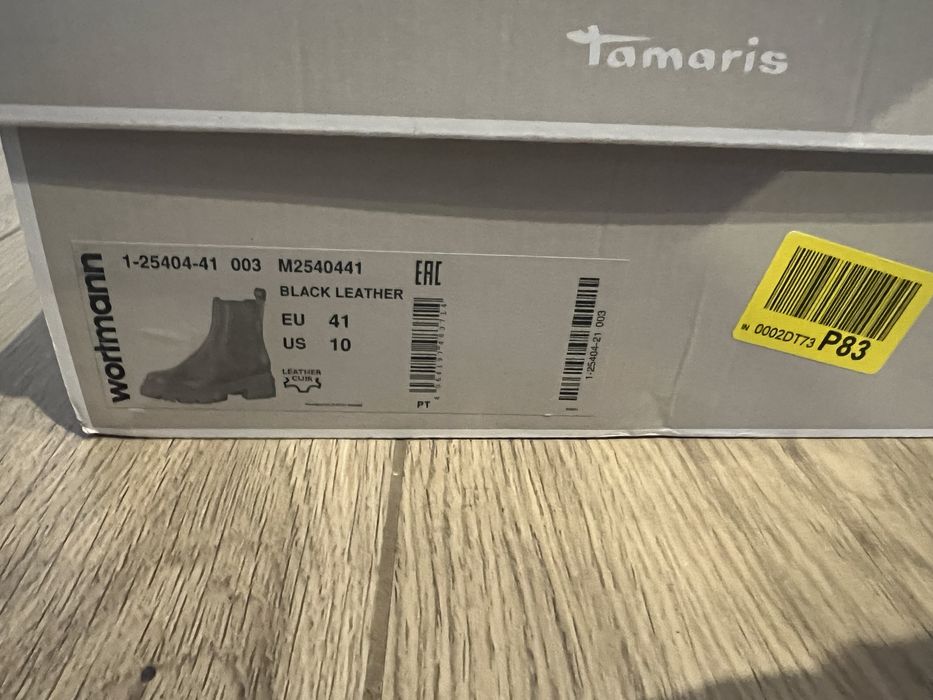 Tamaris
wortmann
1-25404-41 003 M2540441
BLACK LEATHER
EU 41
US 10
LEATHER
CUIR
EAC
PT
1-25404-21 003
IN 0002DT73 P83